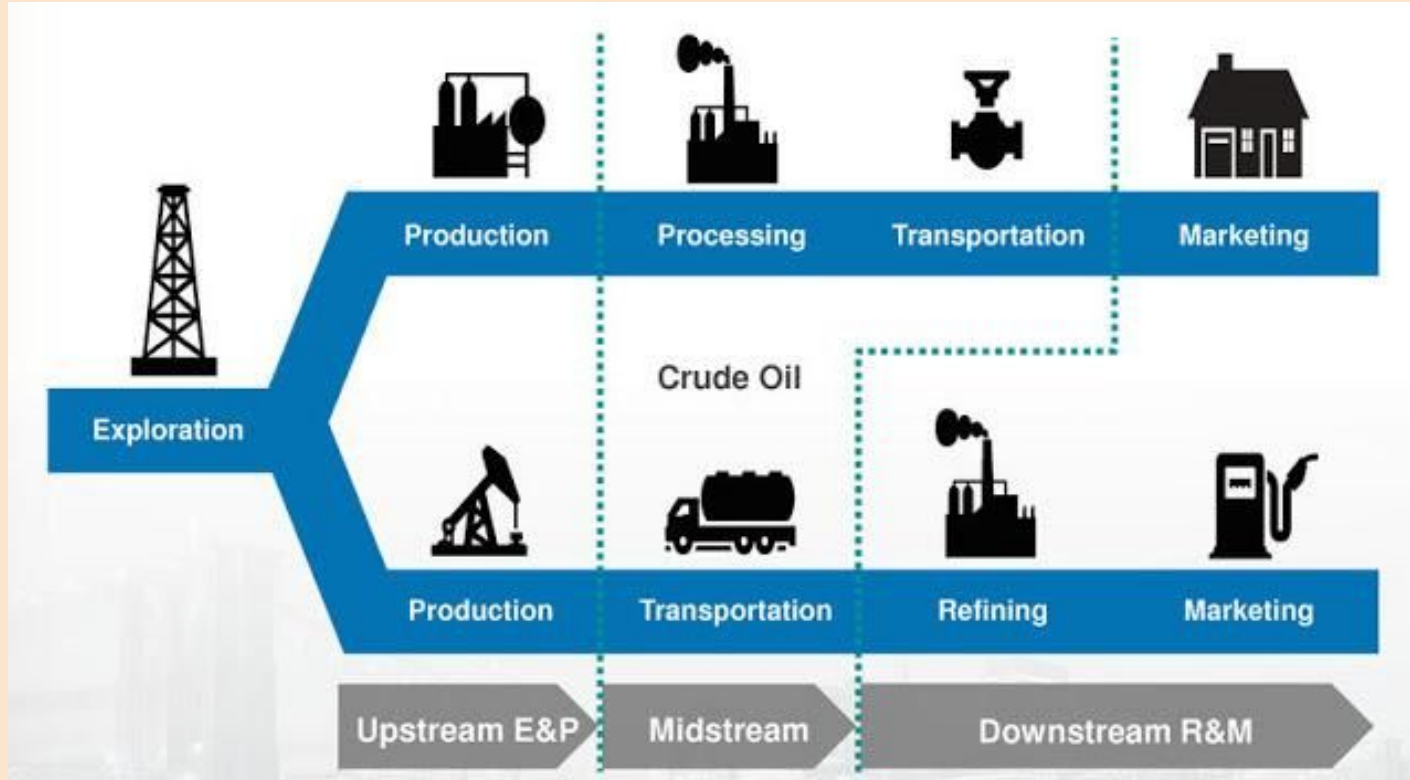 Production
Processing
Transportation
Marketing
Exploration
Crude Oil
Production
Transportation
Refining
Marketing
Upstream E&P
Midstream
Downstream R&M